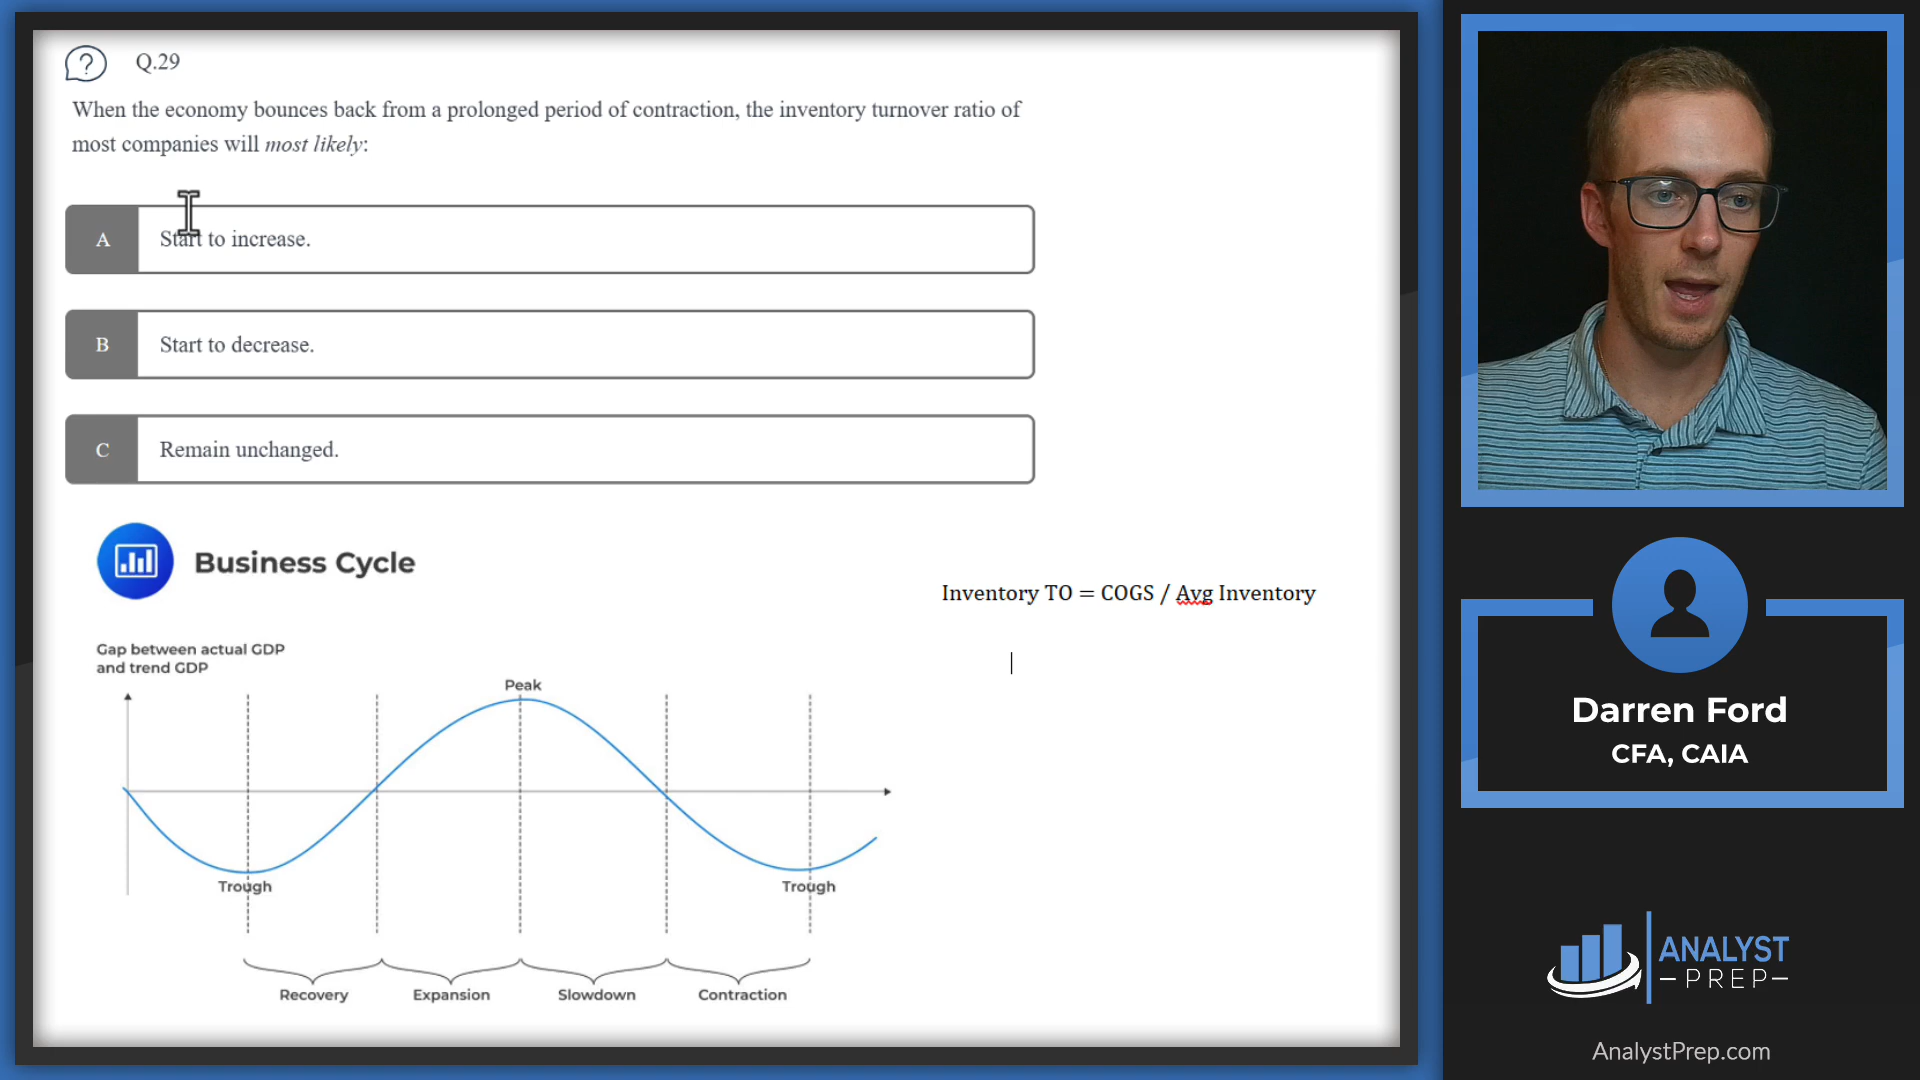 ?
Q.29
When the economy bounces back from a prolonged period of contraction, the inventory turnover ratio of
most companies will most likely:
A
Start to increase.
B
Start to decrease.
C
Remain unchanged.
Business Cycle
Inventory TO = COGS / Avg Inventory
Gap between actual GDP
and trend GDP
Peak
Trough
Trough
Recovery
Expansion
Slowdown
Contraction
Darren Ford
CFA, CAIA
ANALYST
PREP
AnalystPrep.com